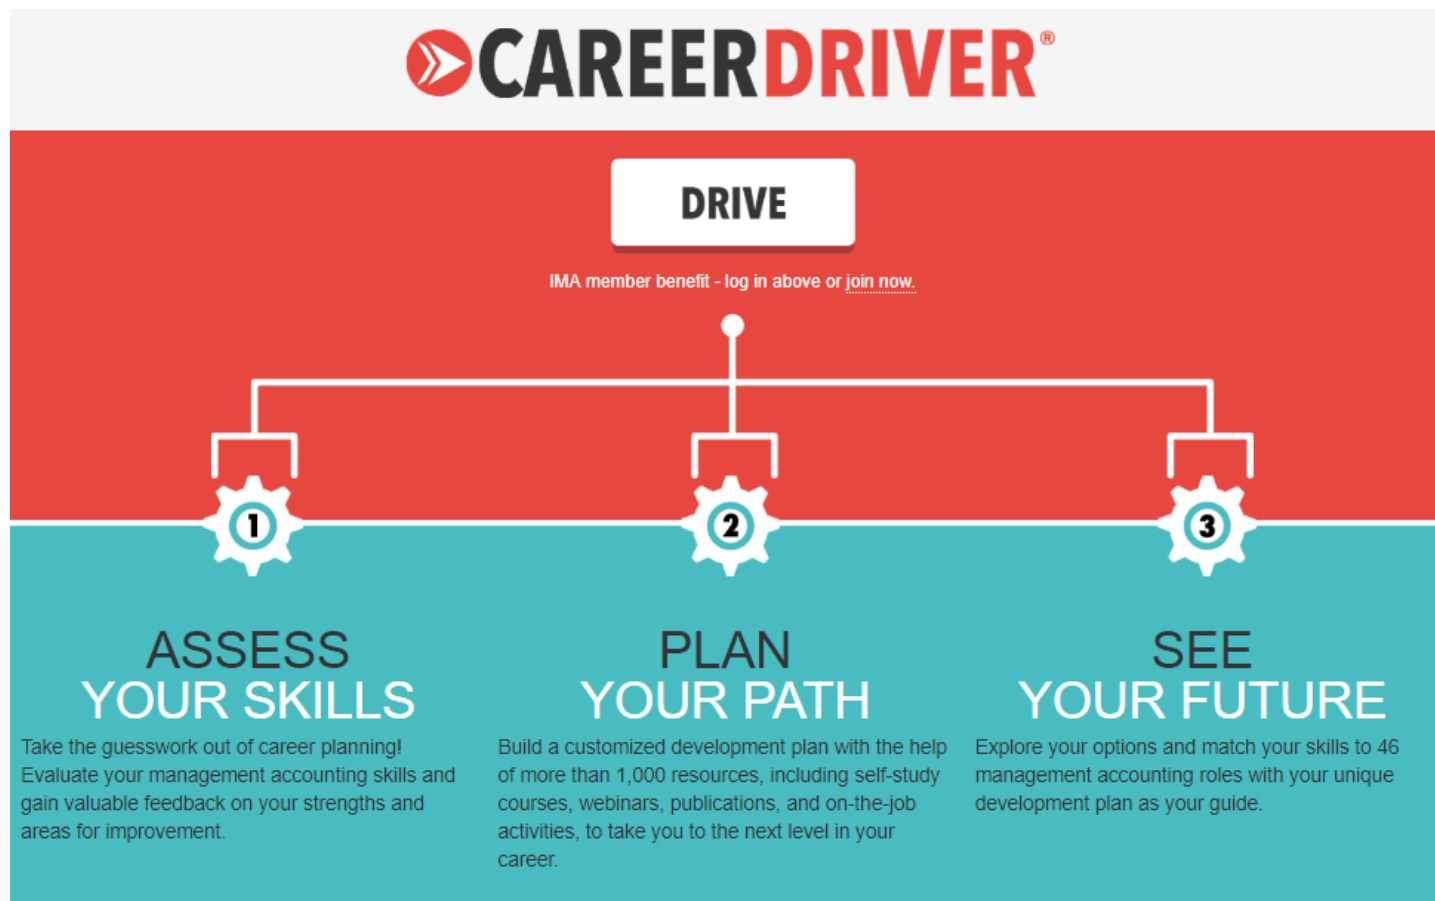 CAREERDRIVER®
DRIVE
IMA member benefit - log in above or join now.
1
2
3
ASSESS
YOUR SKILLS
Take the guesswork out of career planning!
Evaluate your management accounting skills and
gain valuable feedback on your strengths and
areas for improvement.
PLAN
YOUR PATH
Build a customized development plan with the help
of more than 1,000 resources, including self-study
courses, webinars, publications, and on-the-job
activities, to take you to the next level in your
career.
SEE
YOUR FUTURE
Explore your options and match your skills to 46
management accounting roles with your unique
development plan as your guide.